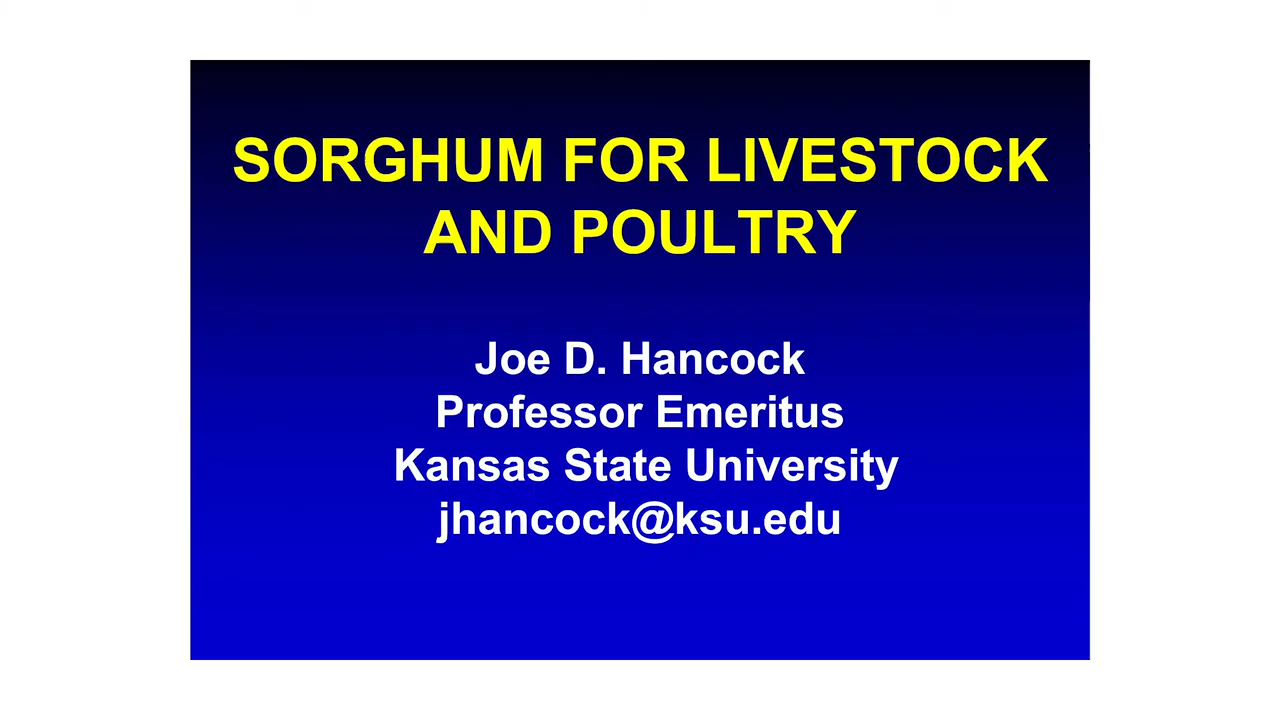 SORGHUM FOR LIVESTOCK
AND POULTRY
Joe D. Hancock
Professor Emeritus
Kansas State University
jhancock@ksu.edu